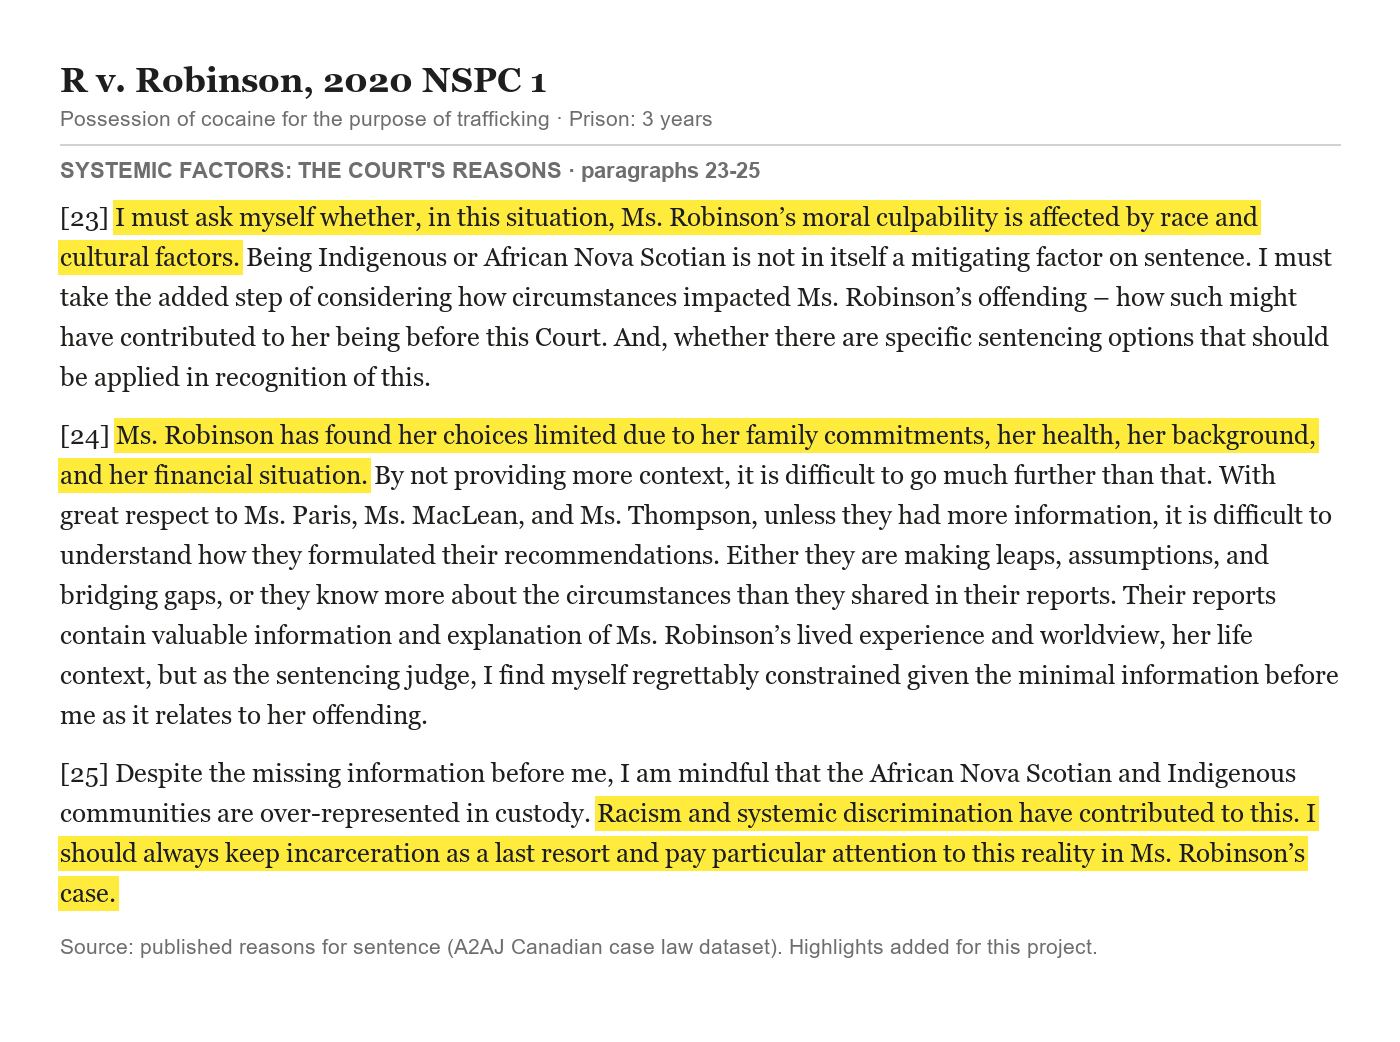 R v. Robinson, 2020 NSPC 1
Possession of cocaine for the purpose of trafficking · Prison: 3 years
SYSTEMIC FACTORS: THE COURT'S REASONS · paragraphs 23-25
[23] I must ask myself whether, in this situation, Ms. Robinson’s moral culpability is affected by race and
cultural factors. Being Indigenous or African Nova Scotian is not in itself a mitigating factor on sentence. I must
take the added step of considering how circumstances impacted Ms. Robinson’s offending – how such might
have contributed to her being before this Court. And, whether there are specific sentencing options that should
be applied in recognition of this.
[24] Ms. Robinson has found her choices limited due to her family commitments, her health, her background,
and her financial situation. By not providing more context, it is difficult to go much further than that. With
great respect to Ms. Paris, Ms. MacLean, and Ms. Thompson, unless they had more information, it is difficult to
understand how they formulated their recommendations. Either they are making leaps, assumptions, and
bridging gaps, or they know more about the circumstances than they shared in their reports. Their reports
contain valuable information and explanation of Ms. Robinson’s lived experience and worldview, her life
context, but as the sentencing judge, I find myself regrettably constrained given the minimal information before
me as it relates to her offending.
[25] Despite the missing information before me, I am mindful that the African Nova Scotian and Indigenous
communities are over-represented in custody. Racism and systemic discrimination have contributed to this. I
should always keep incarceration as a last resort and pay particular attention to this reality in Ms. Robinson’s
case.
Source: published reasons for sentence (A2AJ Canadian case law dataset). Highlights added for this project.